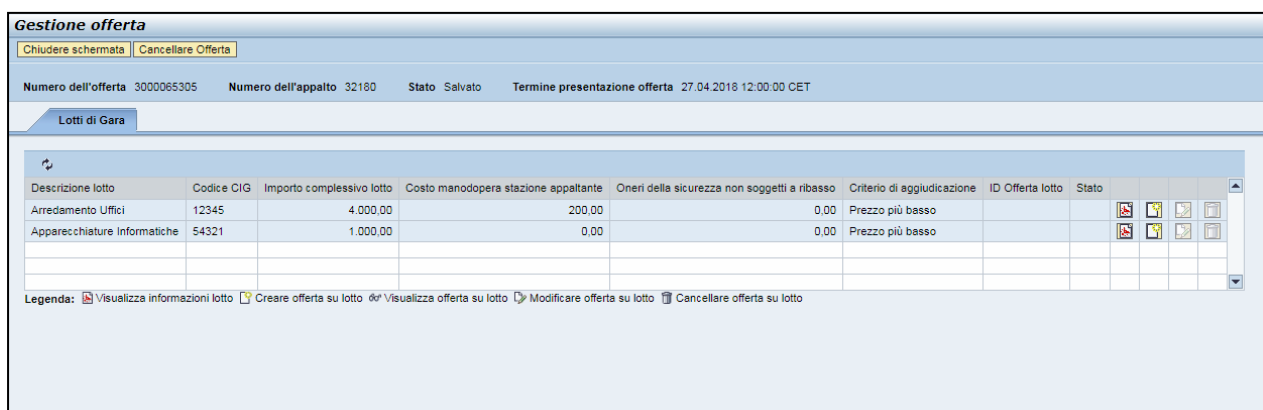 Gestione offerta
Chiudere schermata Cancellare Offerta
Numero dell'offerta 3000065305 Numero dell'appalto 32180 Stato Salvato Termine presentazione offerta 27.04.2018 12:00:00 CET
Lotti di Gara
Descrizione lotto Codice CIG Importo complessivo lotto Costo manodopera stazione appaltante Oneri della sicurezza non soggetti a ribasso Criterio di aggiudicazione ID Offerta lotto Stato
Arredamento Uffici 12345 4.000,00 200,00 0,00 Prezzo più basso
Apparecchiature Informatiche 54321 1.000,00 0,00 0,00 Prezzo più basso
Legenda: Visualizza informazioni lotto Creare offerta su lotto Visualizza offerta su lotto Modificare offerta su lotto Cancellare offerta su lotto